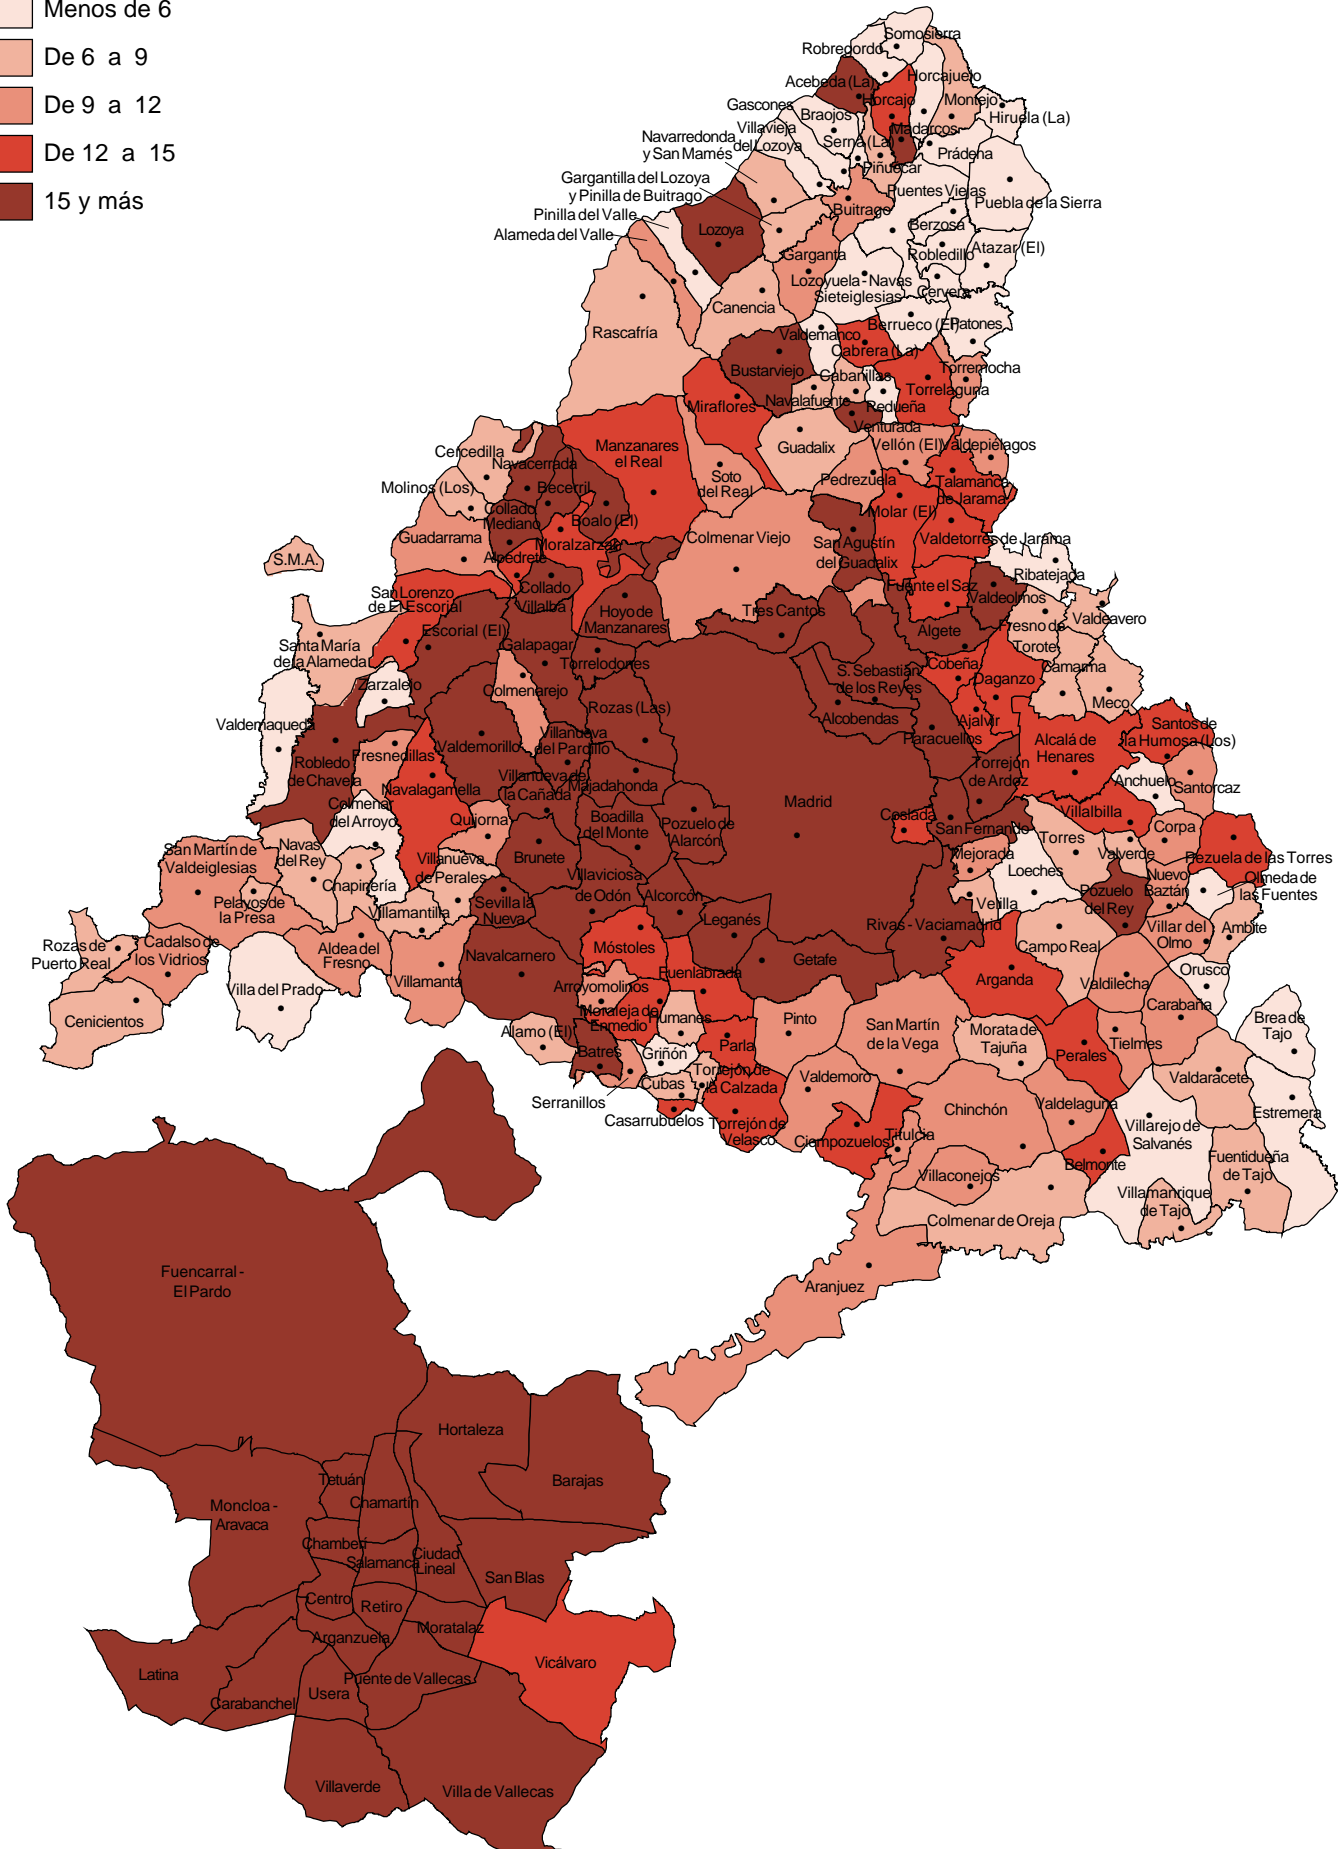 Menos de 6
De 6 a 9
De 9 a 12
De 12 a 15
15 y más
Somosierra
Robregordo
Acebeda (La)
Horcajuelo
Horcajo
Montejo
Gascones
Braojos
Hiruela (La)
Villavieja
del Lozoya
Madarcos
Navarredonda
y San Mamés
Serna (La)
Prádena
Piñuécar
Gargantilla del Lozoya
y Pinilla de Buitrago
Puentes Viejas
Puebla de la Sierra
Pinilla del Valle
Buitrago
Alameda del Valle
Lozoya
Berzosa
Garganta
Robledillo
Atazar (El)
Lozoyuela - Navas
Sieteiglesias
Cervera
Canencia
Rascafría
Valdemanco
Berrueco (El)
Patones
Cabrera (La)
Bustarviejo
Cabanillas
Torremocha
Torrelaguna
Miraflores
Navalafuente
Redueña
Venturada
Cercedilla
Manzanares
el Real
Guadalix
Vellón (El)
Valdepiélagos
Navacerrada
Molinos (Los)
Becerril
Soto
del Real
Pedrezuela
Talamanca
de Jarama
Collado
Mediano
Boalo (El)
Molar (El)
Guadarrama
Moralzarzal
Colmenar Viejo
San Agustín
del Guadalix
Valdetorres de Jarama
S.M.A.
Alpedrete
Ribatejada
San Lorenzo
de El Escorial
Collado
Villalba
Fuente el Saz
Valdeolmos
Hoyo de
Manzanares
Tres Cantos
Fresno de
Torote
Valdeavero
Santa María
de la Alameda
Escorial (El)
Galapagar
Algete
Torrelodones
Cobeña
Camarma
Zarzalejo
Colmenarejo
S. Sebastián
de los Reyes
Daganzo
Meco
Rozas (Las)
Alcobendas
Ajalvir
Valdemaqueda
Villanueva
del Pardillo
Paracuellos
Santos de
la Humosa (Los)
Robledo
de Chavela
Fresnedillas
Valdemorillo
Alcalá de
Henares
Torrejón
de Ardoz
Navalagamella
Villanueva de
la Cañada
Majadahonda
Anchuelo
Santorcaz
Colmenar
del Arroyo
Madrid
Quijorna
Boadilla
del Monte
Pozuelo de
Alarcón
Coslada
San Fernando
Villalbilla
Torres
Corpa
San Martín de
Valdeiglesias
Navas
del Rey
Villanueva
de Perales
Brunete
Mejorada
Valverde
Pezuela de las Torres
Chapinería
Villaviciosa
de Odón
Loeches
Nuevo
Baztán
Olmeda de
las Fuentes
Pelayos de
la Presa
Villamantilla
Sevilla la
Nueva
Alcorcón
Velilla
Pozuelo
del Rey
Leganés
Rivas - Vaciamadrid
Villar del
Olmo
Ambite
Rozas de
Puerto Real
Cadalso de
los Vidrios
Aldea del
Fresno
Navalcarnero
Móstoles
Getafe
Campo Real
Villa del Prado
Villamanta
Fuenlabrada
Arganda
Valdilecha
Orusco
Arroyomolinos
Carabaña
Cenicientos
Moraleja de
Enmedio
Humanes
Pinto
San Martín
de la Vega
Morata de
Tajuña
Brea de
Tajo
Alamo (El)
Parla
Perales
Tielmes
Batres
Griñón
Torrejón de
la Calzada
Valdemoro
Valdaracete
Serranillos
Cubas
Chinchón
Valdelaguna
Estremera
Casarrubuelos
Torrejón de
Velasco
Ciempozuelos
Titulcia
Villarejo de
Salvanés
Belmonte
Fuentidueña
de Tajo
Villaconejos
Villamanrique
de Tajo
Colmenar de Oreja
Aranjuez
Fuencarral -
El Pardo
Hortaleza
Barajas
Tetuán
Chamartín
Moncloa -
Aravaca
Chamberí
Salamanca
Ciudad
Lineal
San Blas
Centro
Retiro
Moratalaz
Arganzuela
Vicálvaro
Latina
Puente de Vallecas
Usera
Carabanchel
Villaverde
Villa de Vallecas